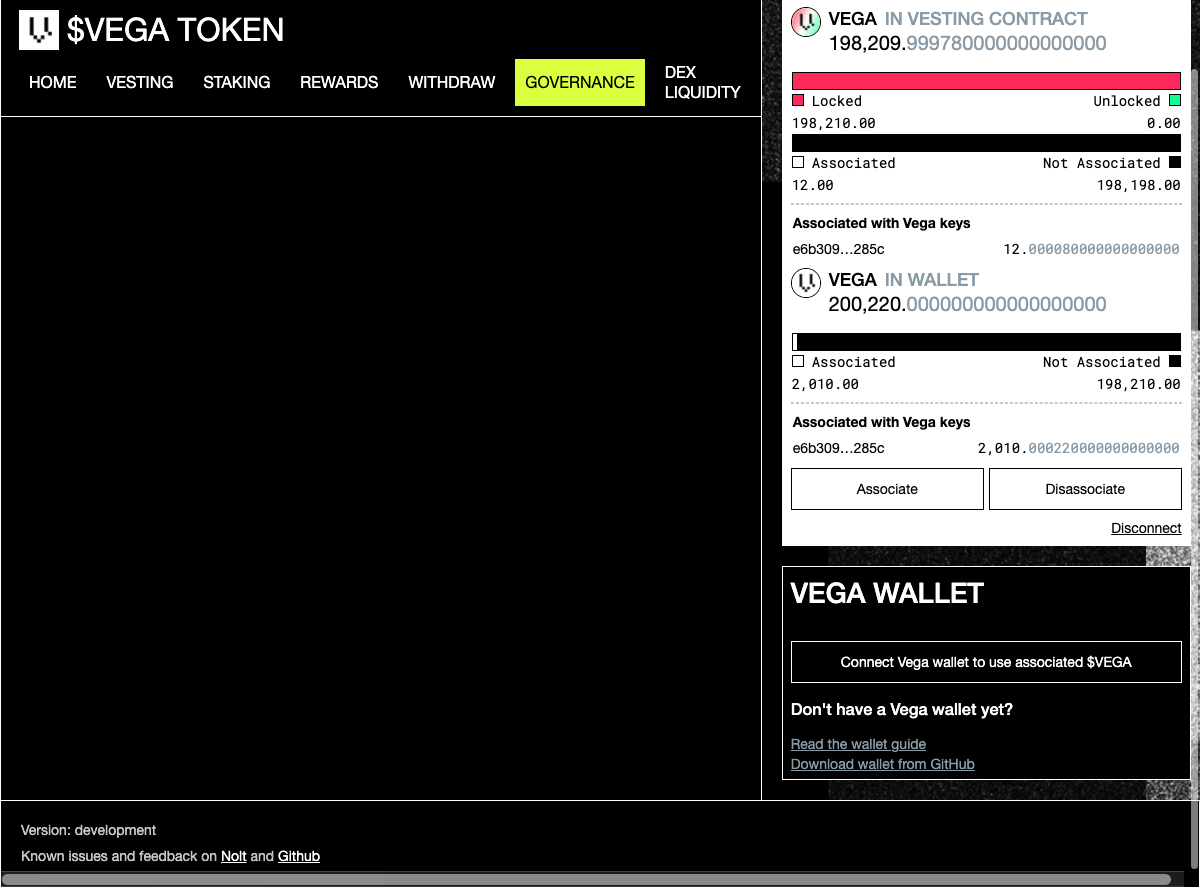 $VEGA TOKEN
HOME VESTING STAKING REWARDS WITHDRAW GOVERNANCE DEX LIQUIDITY
VEGA IN VESTING CONTRACT
198,209.999780000000000000
Locked Unlocked
198,210.00 0.00
Associated Not Associated
12.00 198,198.00
Associated with Vega keys
e6b309…285c 12.000080000000000000
VEGA IN WALLET
200,220.000000000000000000
Associated Not Associated
2,010.00 198,210.00
Associated with Vega keys
e6b309…285c 2,010.000220000000000000
Associate Disassociate
Disconnect
VEGA WALLET
Connect Vega wallet to use associated $VEGA
Don't have a Vega wallet yet?
Read the wallet guide
Download wallet from GitHub
Version: development
Known issues and feedback on Nolt and Github